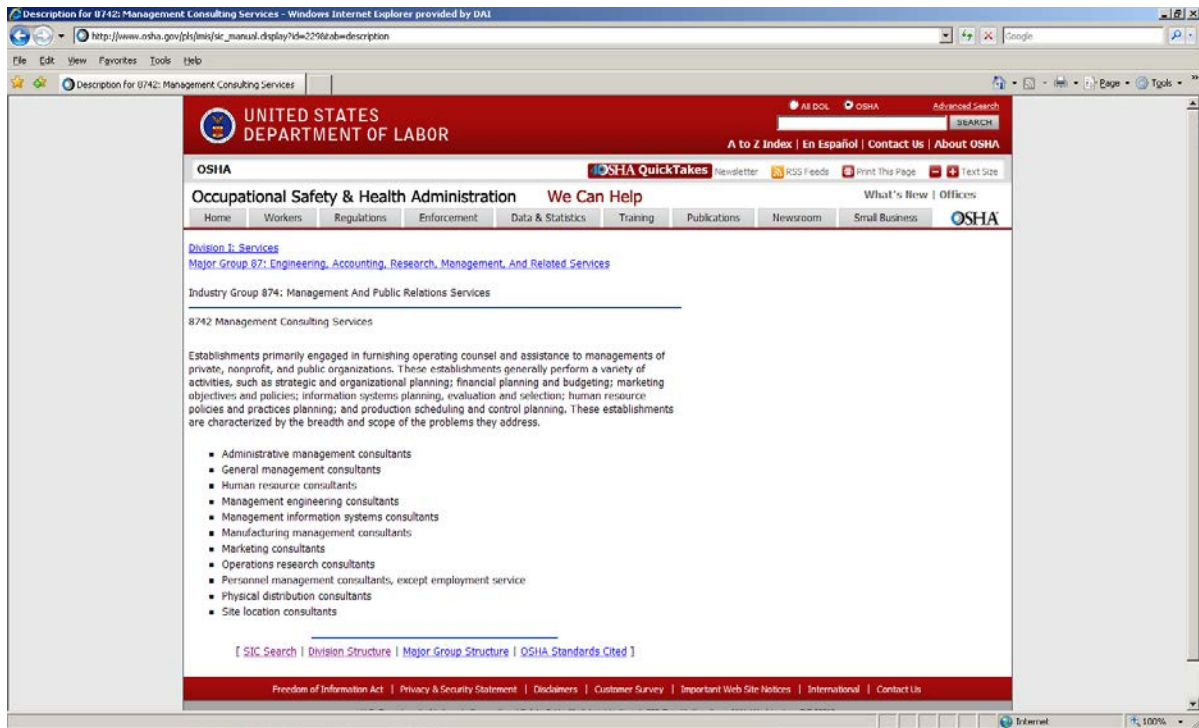 Description for 8742: Management Consulting Services - Windows Internet Explorer provided by DAI
http://www.osha.gov/pls/imis/sic_manual.display?id=229&tab=description
Google
File Edit View Favorites Tools Help
Description for 8742: Management Consulting Services
Page Tools
UNITED STATES
DEPARTMENT OF LABOR
All DOL OSHA Advanced Search
SEARCH
A to Z Index | En Español | Contact Us | About OSHA
OSHA
OSHA QuickTakes Newsletter RSS Feeds Print This Page Text Size
Occupational Safety & Health Administration We Can Help
What's New | Offices
Home Workers Regulations Enforcement Data & Statistics Training Publications Newsroom Small Business OSHA
Division I: Services
Major Group 87: Engineering, Accounting, Research, Management, And Related Services
Industry Group 874: Management And Public Relations Services
8742 Management Consulting Services
Establishments primarily engaged in furnishing operating counsel and assistance to managements of
private, nonprofit, and public organizations. These establishments generally perform a variety of
activities, such as strategic and organizational planning; financial planning and budgeting; marketing
objectives and policies; information systems planning, evaluation and selection; human resource
policies and practices planning; and production scheduling and control planning. These establishments
are characterized by the breadth and scope of the problems they address.
Administrative management consultants
General management consultants
Human resource consultants
Management engineering consultants
Management information systems consultants
Manufacturing management consultants
Marketing consultants
Operations research consultants
Personnel management consultants, except employment service
Physical distribution consultants
Site location consultants
[ SIC Search | Division Structure | Major Group Structure | OSHA Standards Cited ]
Freedom of Information Act | Privacy & Security Statement | Disclaimers | Customer Survey | Important Web Site Notices | International | Contact Us
Internet 100%